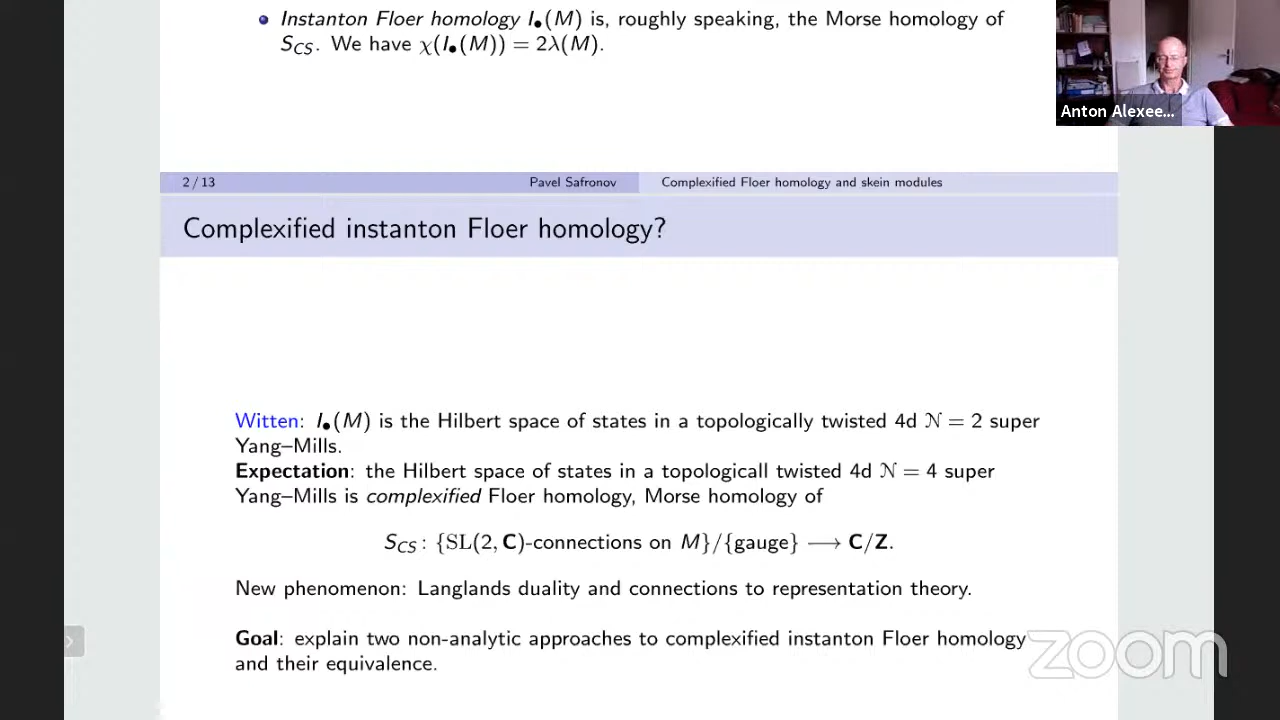 Instanton Floer homology I•(M) is, roughly speaking, the Morse homology of
S_CS. We have χ(I•(M)) = 2λ(M).
Anton Alexee...
2 / 13 Pavel Safronov Complexified Floer homology and skein modules
Complexified instanton Floer homology?
Witten: I•(M) is the Hilbert space of states in a topologically twisted 4d N = 2 super
Yang–Mills.
Expectation: the Hilbert space of states in a topologicall twisted 4d N = 4 super
Yang–Mills is complexified Floer homology, Morse homology of
S_CS : {SL(2, C)-connections on M}/{gauge} ⟶ C/Z.
New phenomenon: Langlands duality and connections to representation theory.
Goal: explain two non-analytic approaches to complexified instanton Floer homology
and their equivalence.
zoom